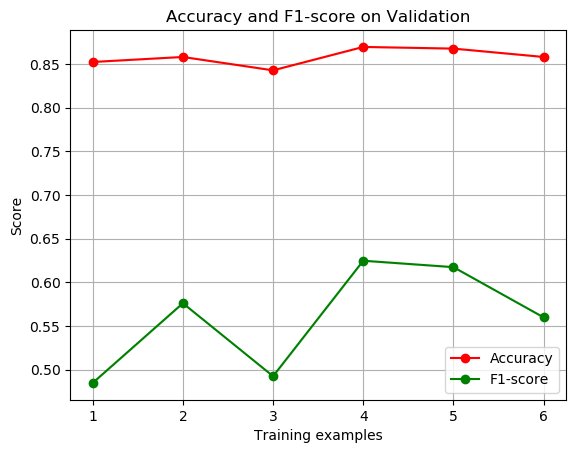 Accuracy and F1-score on Validation
0.85
0.80
0.75
0.70
0.65
0.60
0.55
0.50
Score
1 2 3 4 5 6
Training examples
Accuracy
F1-score